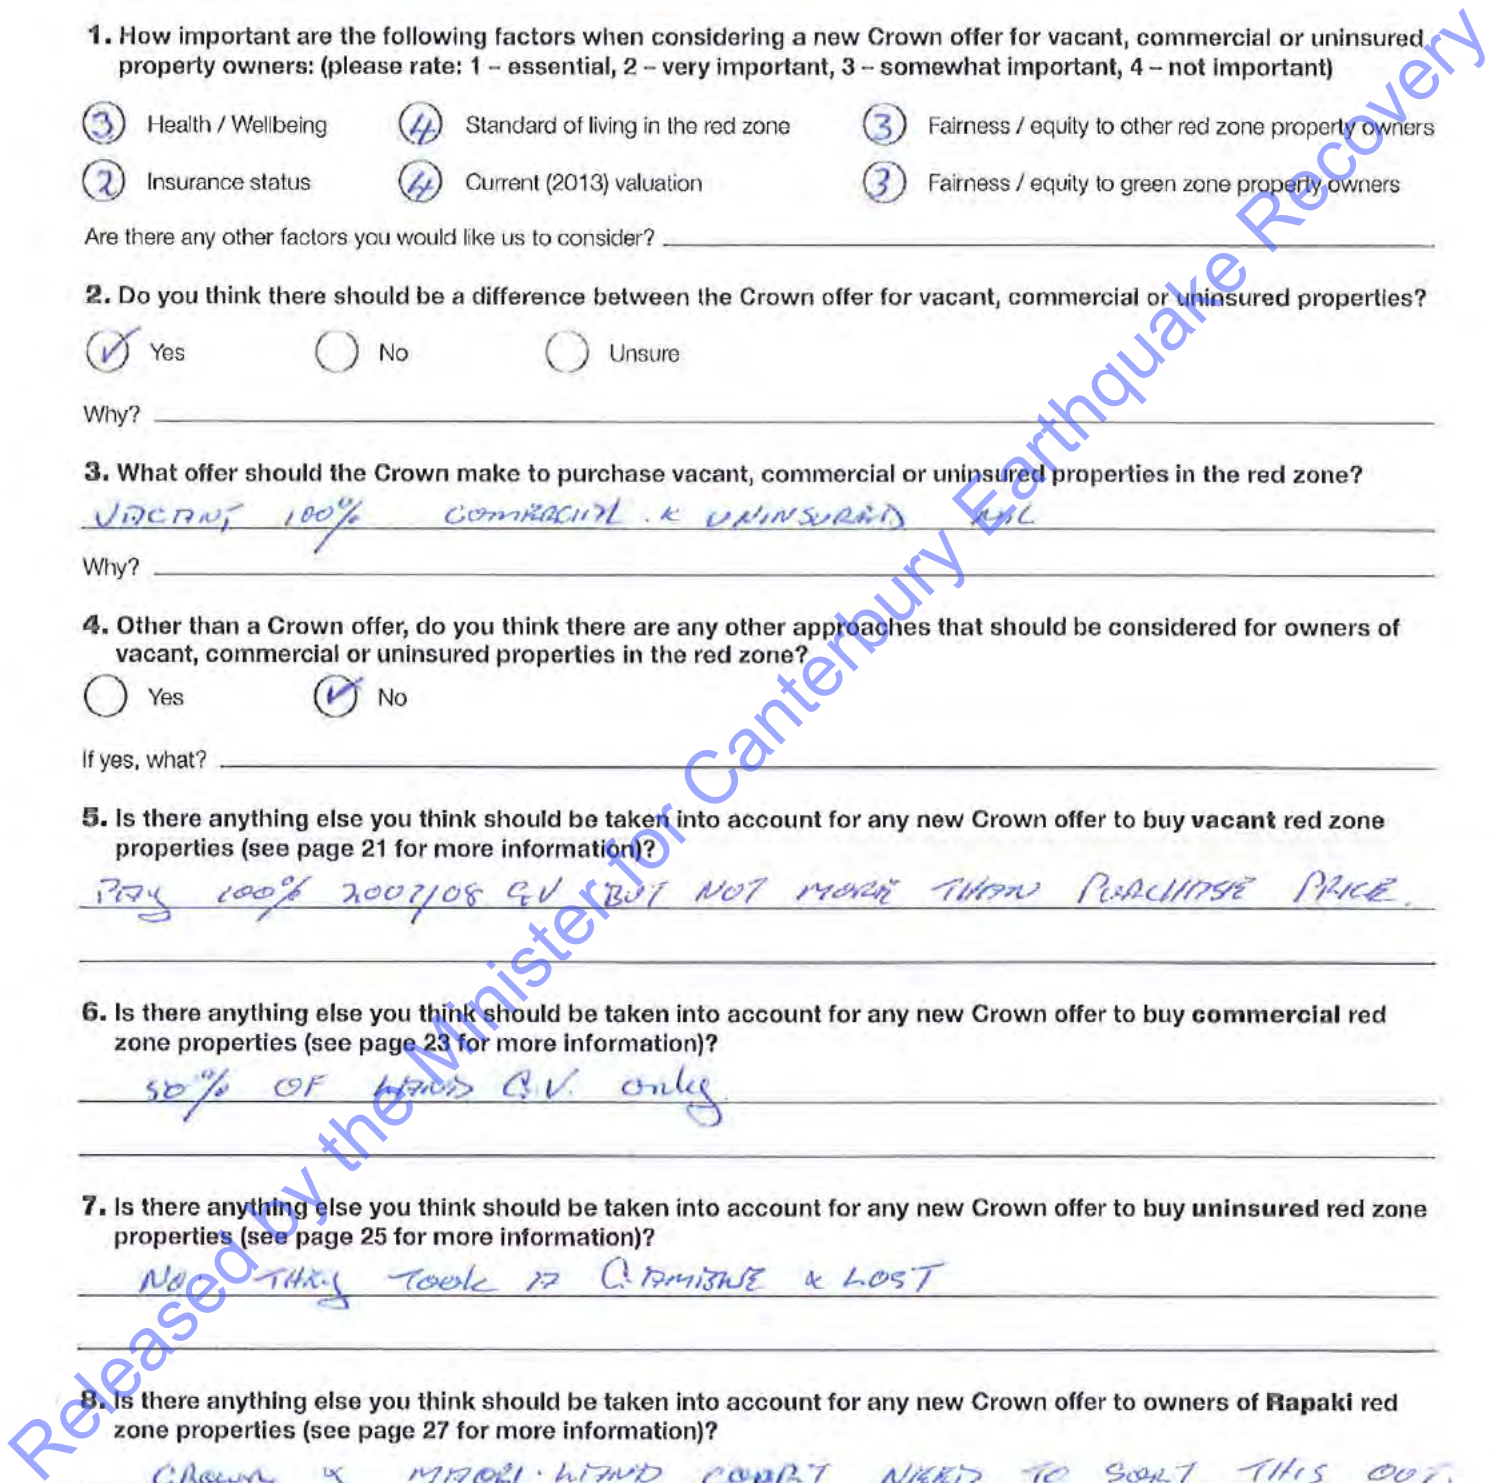 1. How important are the following factors when considering a new Crown offer for vacant, commercial or uninsured
property owners: (please rate: 1 – essential, 2 – very important, 3 – somewhat important, 4 – not important)
3 Health / Wellbeing 4 Standard of living in the red zone 3 Fairness / equity to other red zone property owners
2 Insurance status 4 Current (2013) valuation 3 Fairness / equity to green zone property owners
Are there any other factors you would like us to consider?
2. Do you think there should be a difference between the Crown offer for vacant, commercial or uninsured properties?
✓ Yes No Unsure
Why?
3. What offer should the Crown make to purchase vacant, commercial or uninsured properties in the red zone?
VACANT 100% COMMERCIAL & UNINSURED NIL
Why?
4. Other than a Crown offer, do you think there are any other approaches that should be considered for owners of
vacant, commercial or uninsured properties in the red zone?
Yes ✓ No
If yes, what?
5. Is there anything else you think should be taken into account for any new Crown offer to buy vacant red zone
properties (see page 21 for more information)?
PAY 100% 2007/08 GV BUT NOT MORE THAN PURCHASE PRICE.
6. Is there anything else you think should be taken into account for any new Crown offer to buy commercial red
zone properties (see page 23 for more information)?
50% OF LAND G.V. only.
7. Is there anything else you think should be taken into account for any new Crown offer to buy uninsured red zone
properties (see page 25 for more information)?
NO. THEY TOOK A GAMBLE & LOST
8. Is there anything else you think should be taken into account for any new Crown offer to owners of Rapaki red
zone properties (see page 27 for more information)?
CROWN & MAORI LAND COURT NEED TO SORT THIS OUT.
Released by the Minister for Canterbury Earthquake Recovery